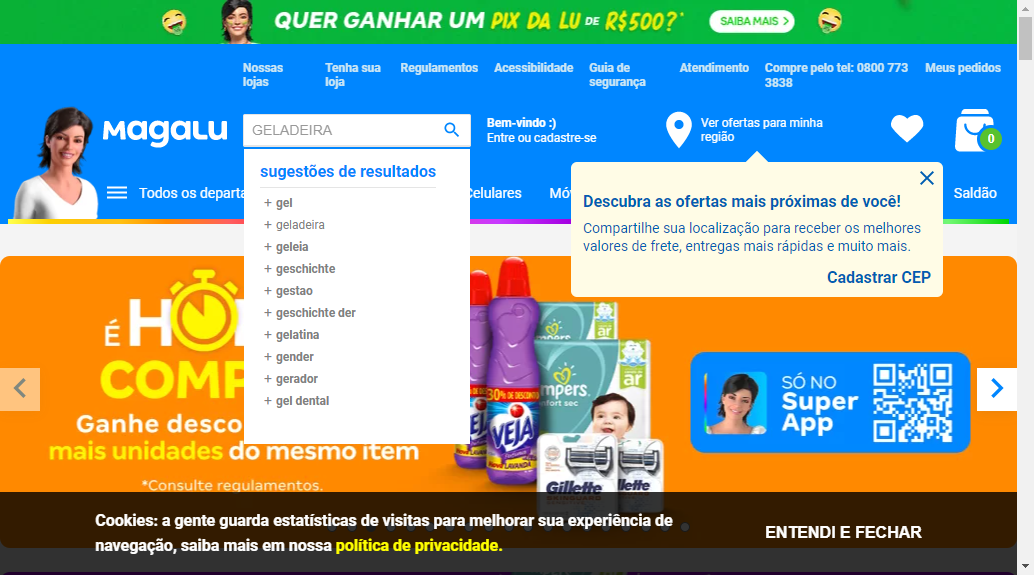 QUER GANHAR UM PIX DA LU DE R$500?*
SAIBA MAIS >
Nossas lojas
Tenha sua loja
Regulamentos
Acessibilidade
Guia de segurança
Atendimento
Compre pelo tel: 0800 773 3838
Meus pedidos
Magalu
GELADEIRA
Bem-vindo :)
Entre ou cadastre-se
Ver ofertas para minha região
0
Todos os departa
Celulares
Saldão
sugestões de resultados
+ gel
+ geladeira
+ geleia
+ geschichte
+ gestao
+ geschichte der
+ gelatina
+ gender
+ gerador
+ gel dental
Descubra as ofertas mais próximas de você!
Compartilhe sua localização para receber os melhores
valores de frete, entregas mais rápidas e muito mais.
Cadastrar CEP
É
COMP
Ganhe desco
mais unidades do mesmo item
*Consulte regulamentos.
30% DE DESCONTO
VEJA
LAVANDA
pampers
confort sec
ar
Gillette
Gillette
SÓ NO
Super
App
Cookies: a gente guarda estatísticas de visitas para melhorar sua experiência de
navegação, saiba mais em nossa política de privacidade.
ENTENDI E FECHAR